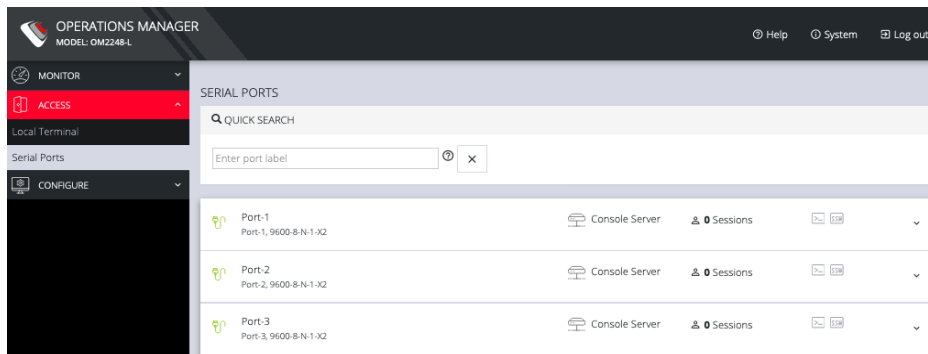 OPERATIONS MANAGER
MODEL: OM2248-L
Help
System
Log out
MONITOR
ACCESS
Local Terminal
Serial Ports
CONFIGURE
SERIAL PORTS
QUICK SEARCH
Enter port label
Port-1
Port-1, 9600-8-N-1-X2
Console Server
0 Sessions
SSH
Port-2
Port-2, 9600-8-N-1-X2
Console Server
0 Sessions
SSH
Port-3
Port-3, 9600-8-N-1-X2
Console Server
0 Sessions
SSH